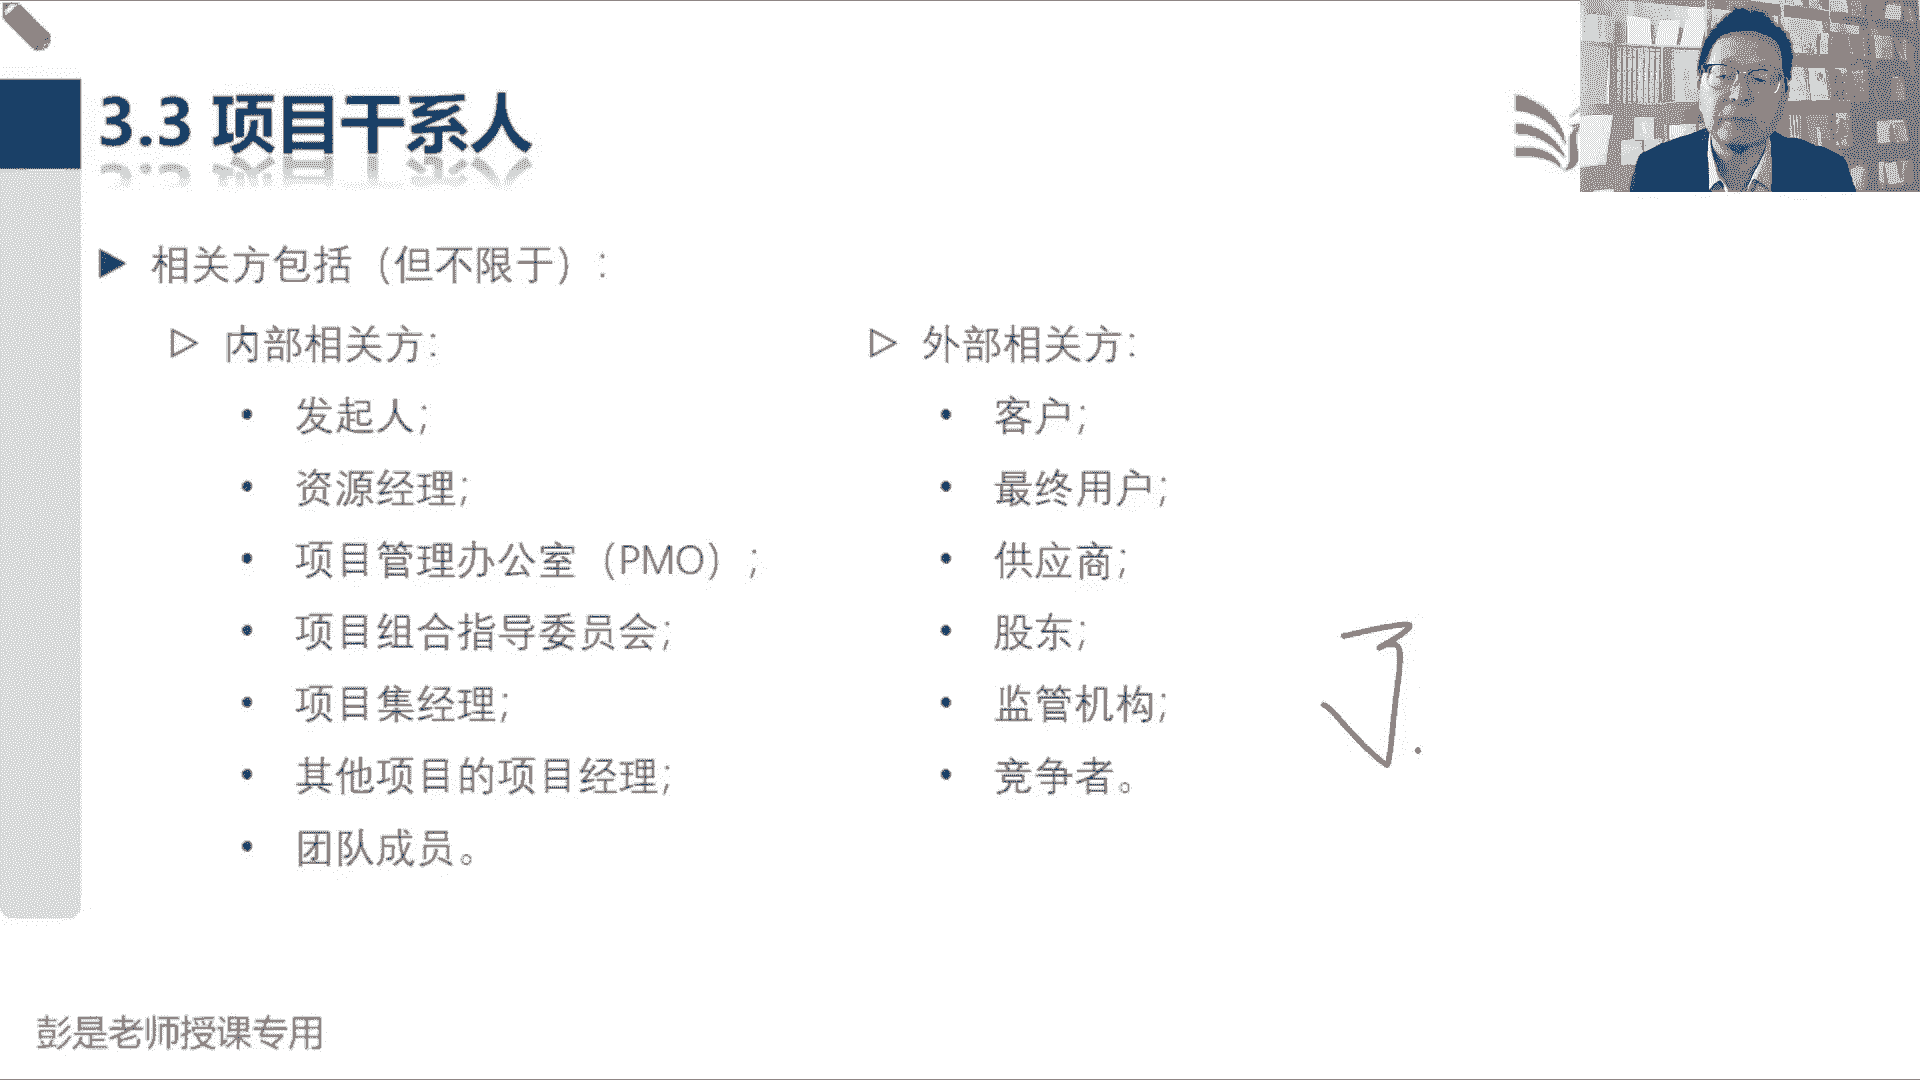 3.3 项目干系人
相关方包括（但不限于）：
内部相关方：
发起人；
资源经理；
项目管理办公室（PMO）；
项目组合指导委员会；
项目集经理；
其他项目的项目经理；
团队成员。
外部相关方：
客户；
最终用户；
供应商；
股东；
监管机构；
竞争者。
彭是老师授课专用